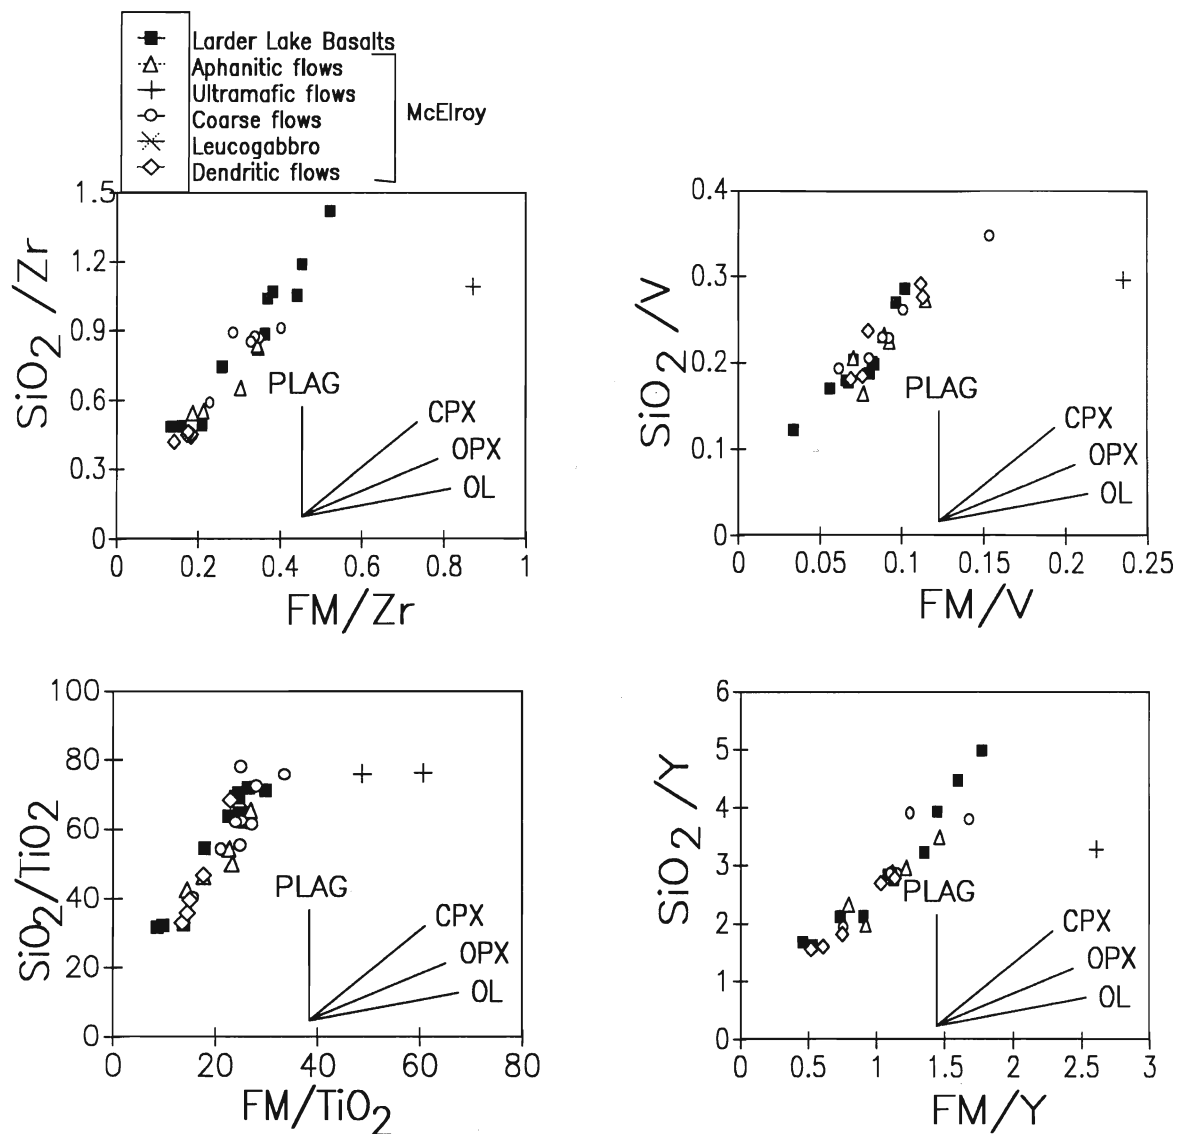 Larder Lake Basalts
Aphanitic flows
Ultramafic flows
Coarse flows
Leucogabbro
Dendritic flows
McElroy
SiO2/Zr
1.5
1.2
0.9
0.6
0.3
0
PLAG
CPX
OPX
OL
0 0.2 0.4 0.6 0.8 1
FM/Zr
SiO2/V
0.4
0.3
0.2
0.1
0
PLAG
CPX
OPX
OL
0 0.05 0.1 0.15 0.2 0.25
FM/V
SiO2/TiO2
100
80
60
40
20
0
PLAG
CPX
OPX
OL
0 20 40 60 80
FM/TiO2
SiO2/Y
6
5
4
3
2
1
0
PLAG
CPX
OPX
OL
0 0.5 1 1.5 2 2.5 3
FM/Y